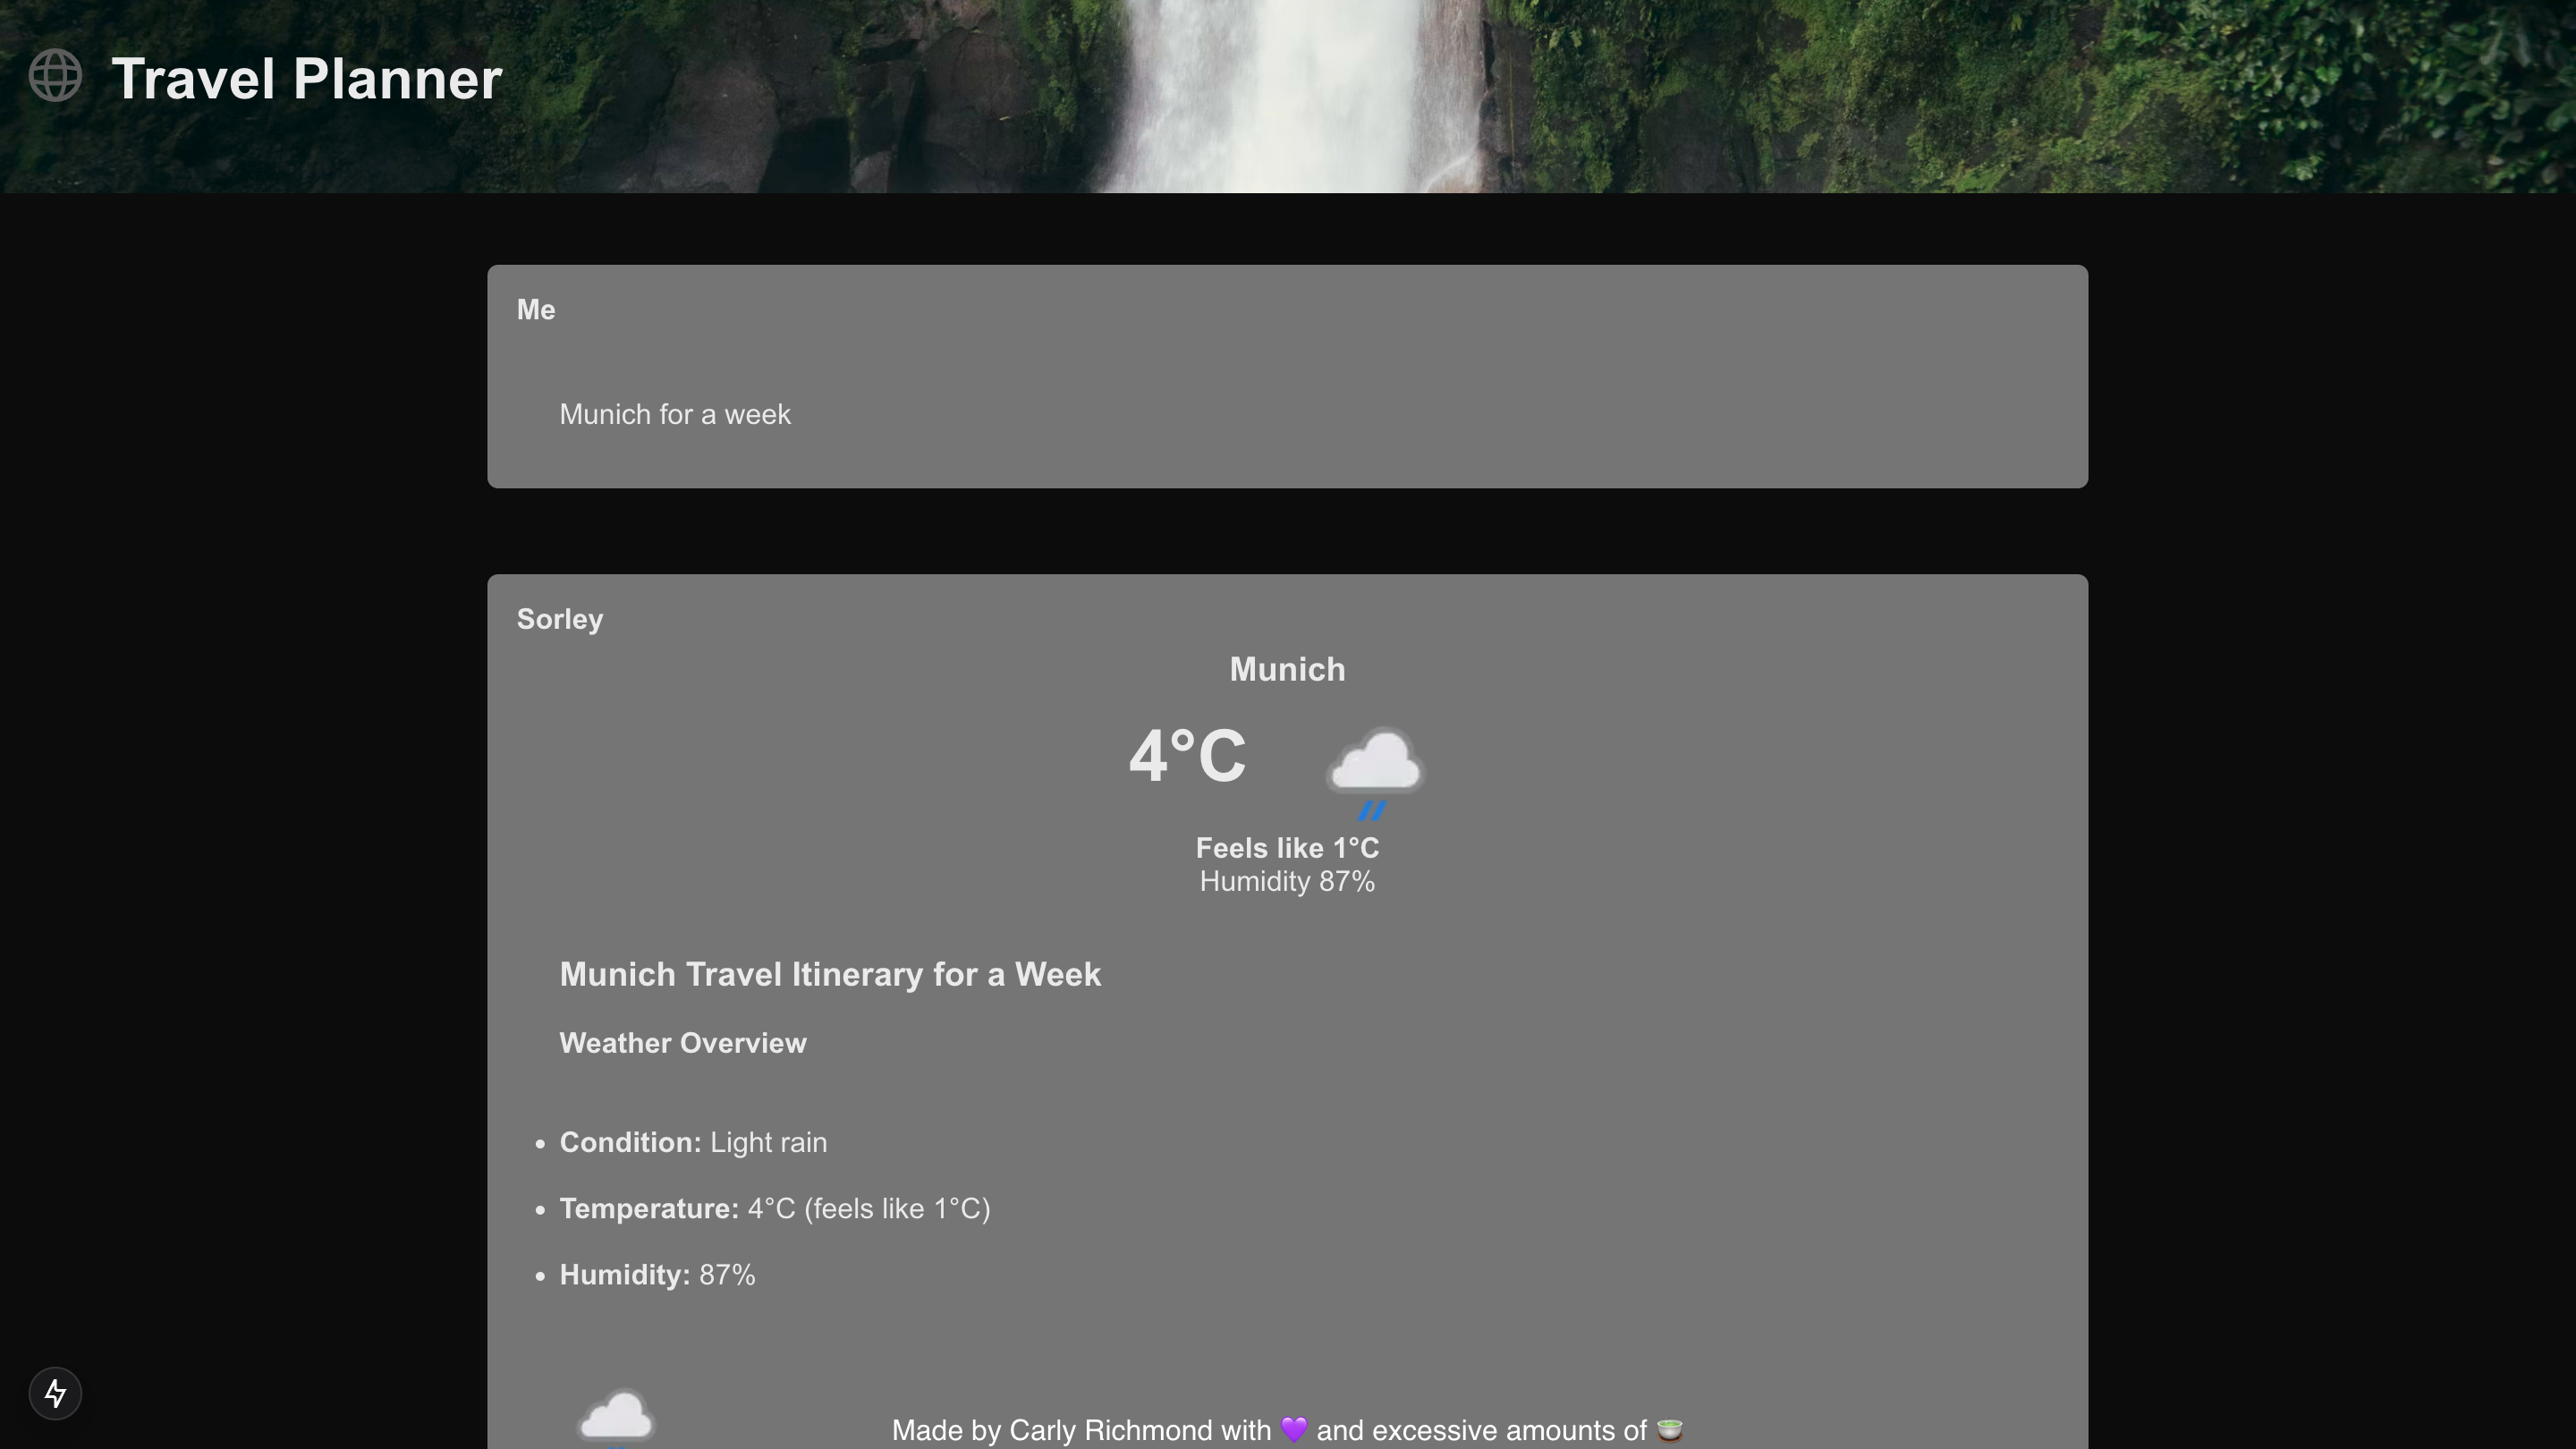 Travel Planner
Me
Munich for a week
Sorley
Munich
4°C
Feels like 1°C
Humidity 87%
Munich Travel Itinerary for a Week
Weather Overview
• Condition: Light rain
• Temperature: 4°C (feels like 1°C)
• Humidity: 87%
Made by Carly Richmond with 💜 and excessive amounts of 🍵